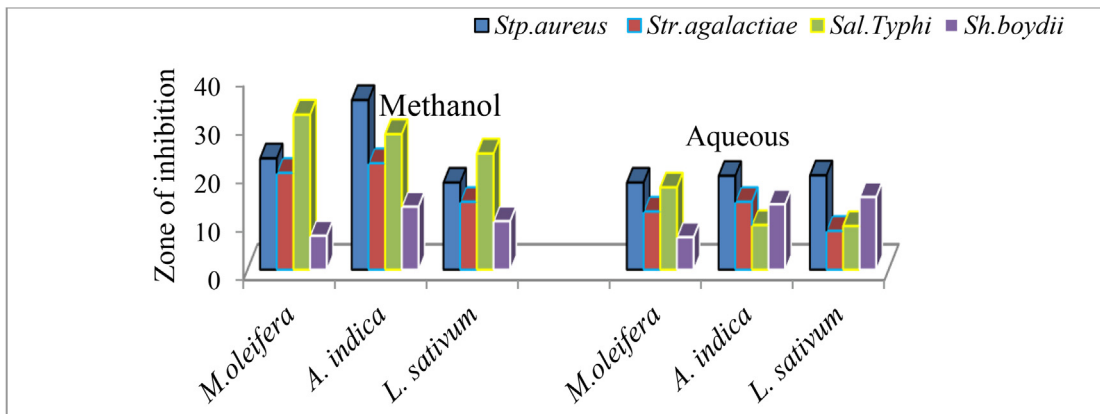 Stp.aureus Str.agalactiae Sal.Typhi Sh.boydii
Zone of inhibition
40
30
20
10
0
Methanol
Aqueous
M.oleifera
A. indica
L. sativum
M.oleifera
A. indica
L. sativum